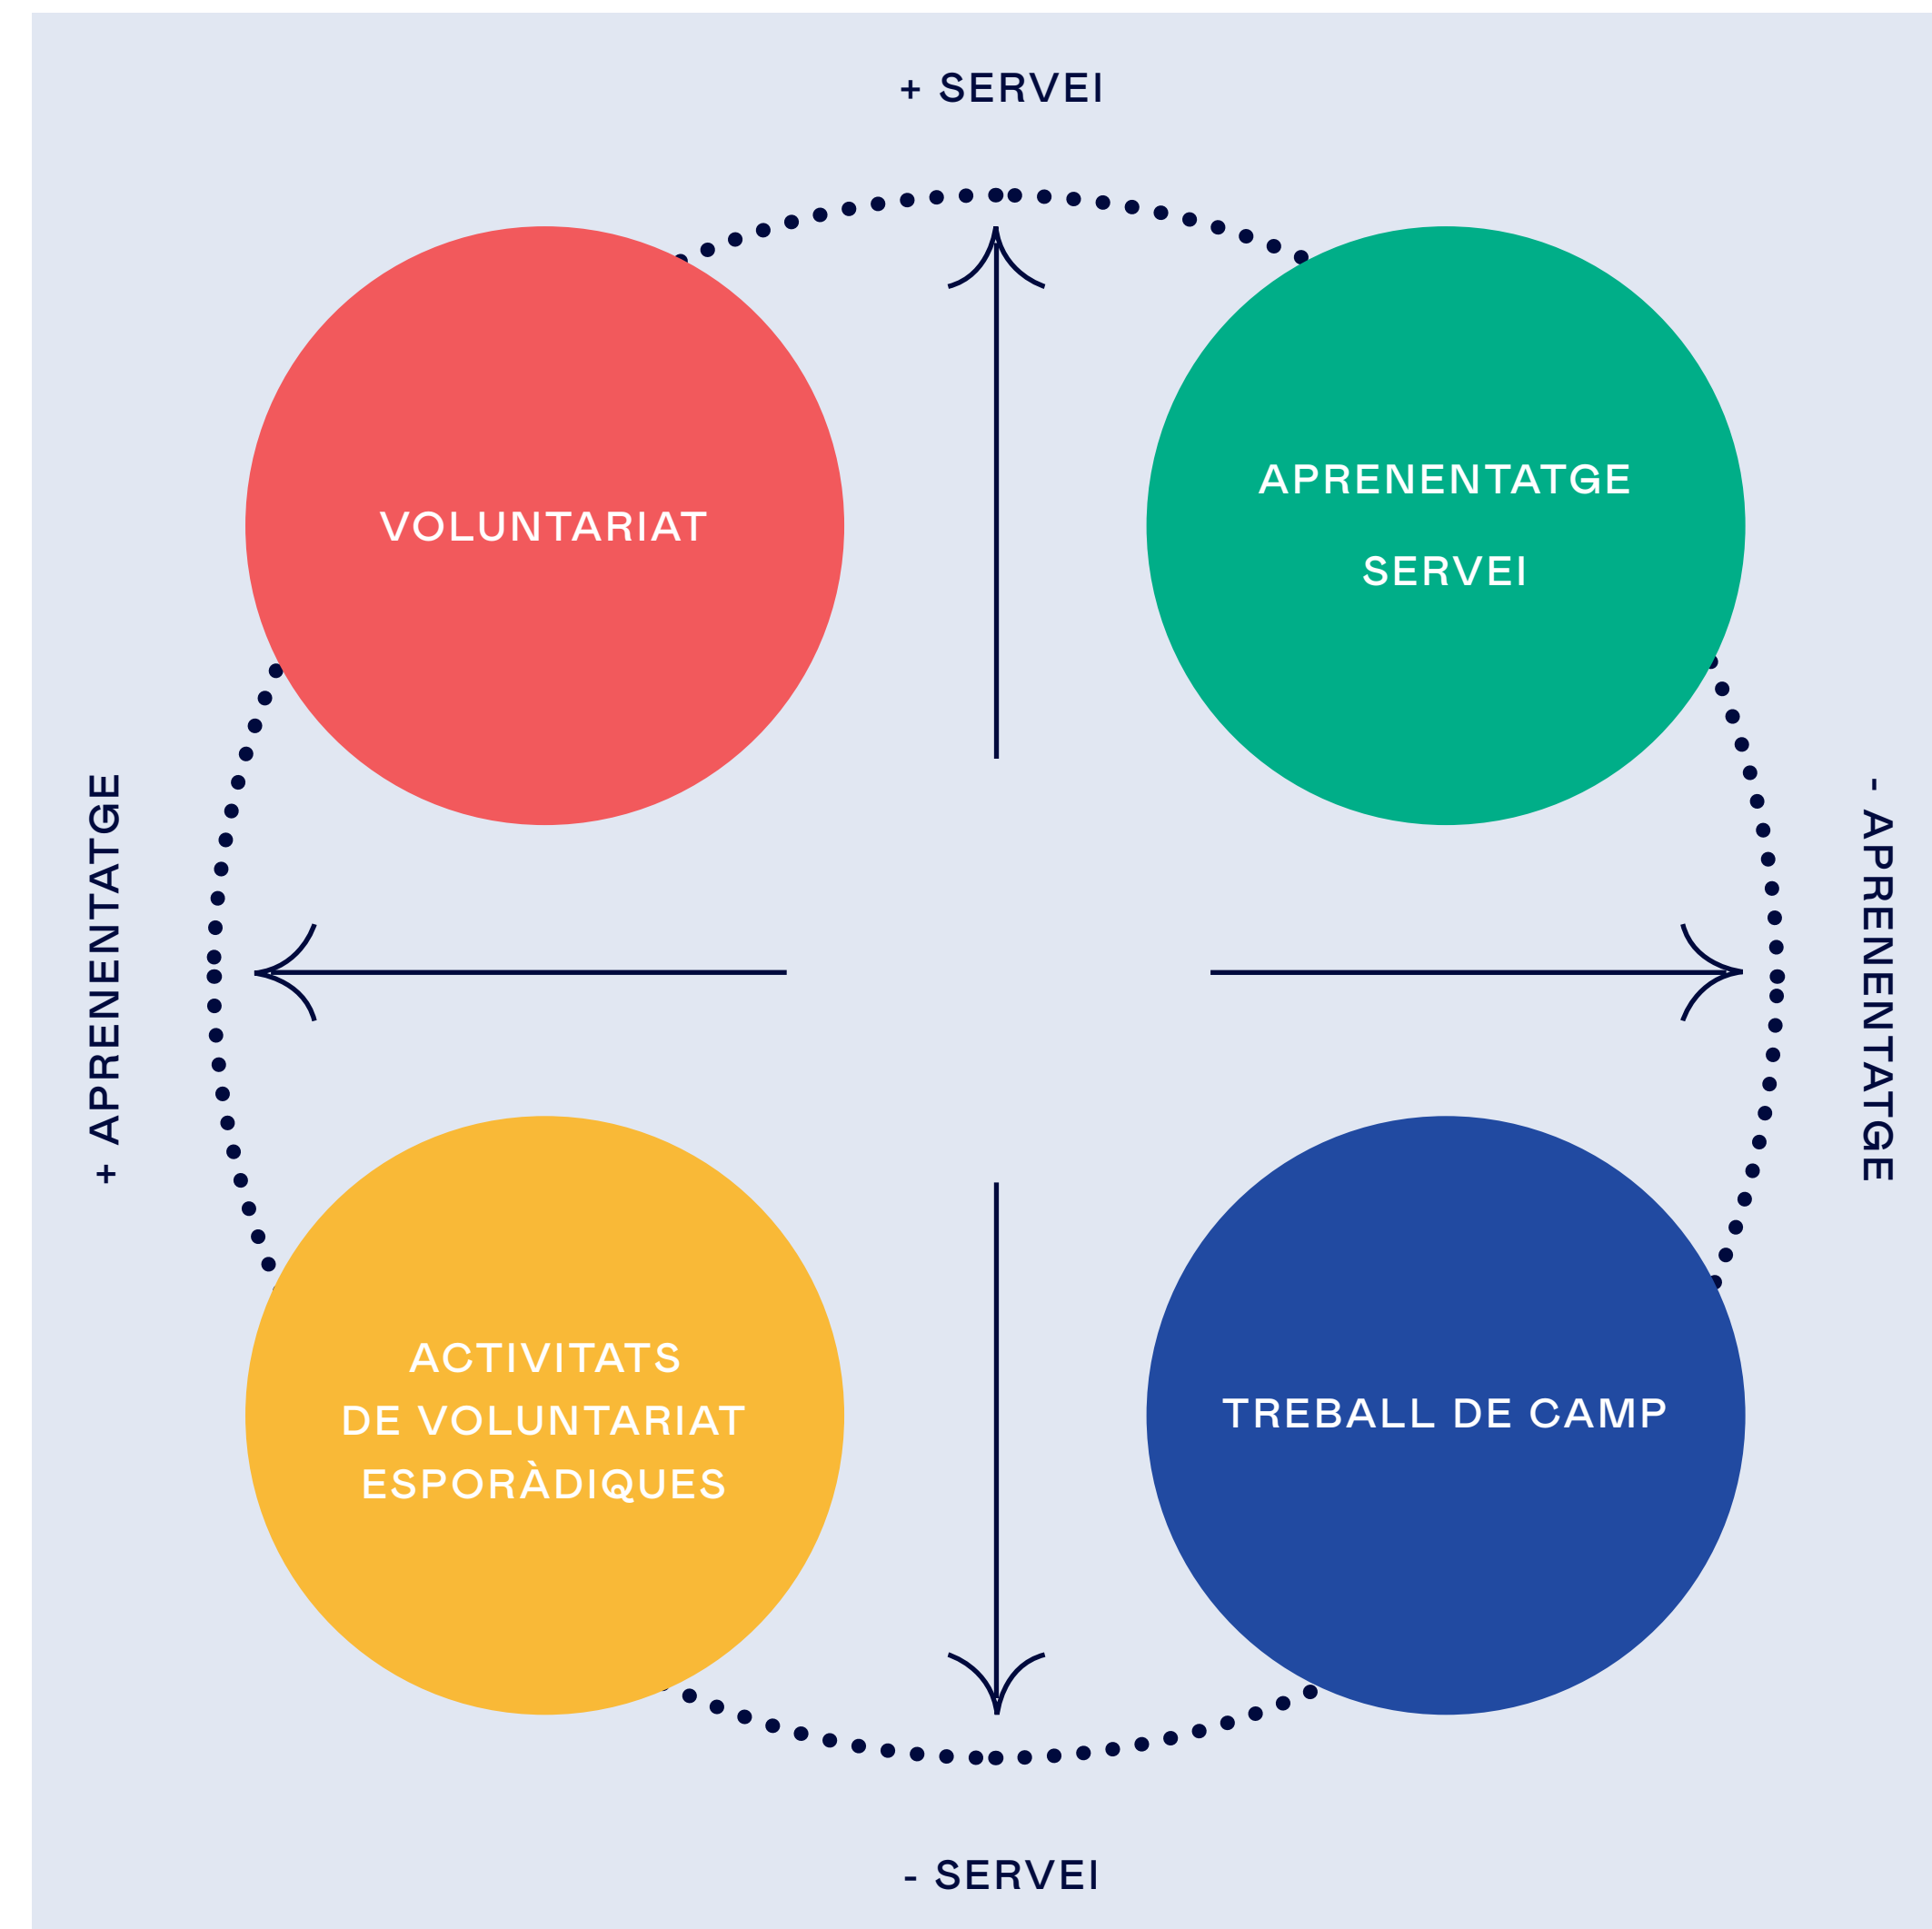 + SERVEI
VOLUNTARIAT
APRENENTATGE
SERVEI
+ APRENENTATGE
- APRENENTATGE
ACTIVITATS
DE VOLUNTARIAT
ESPORÀDIQUES
TREBALL DE CAMP
- SERVEI